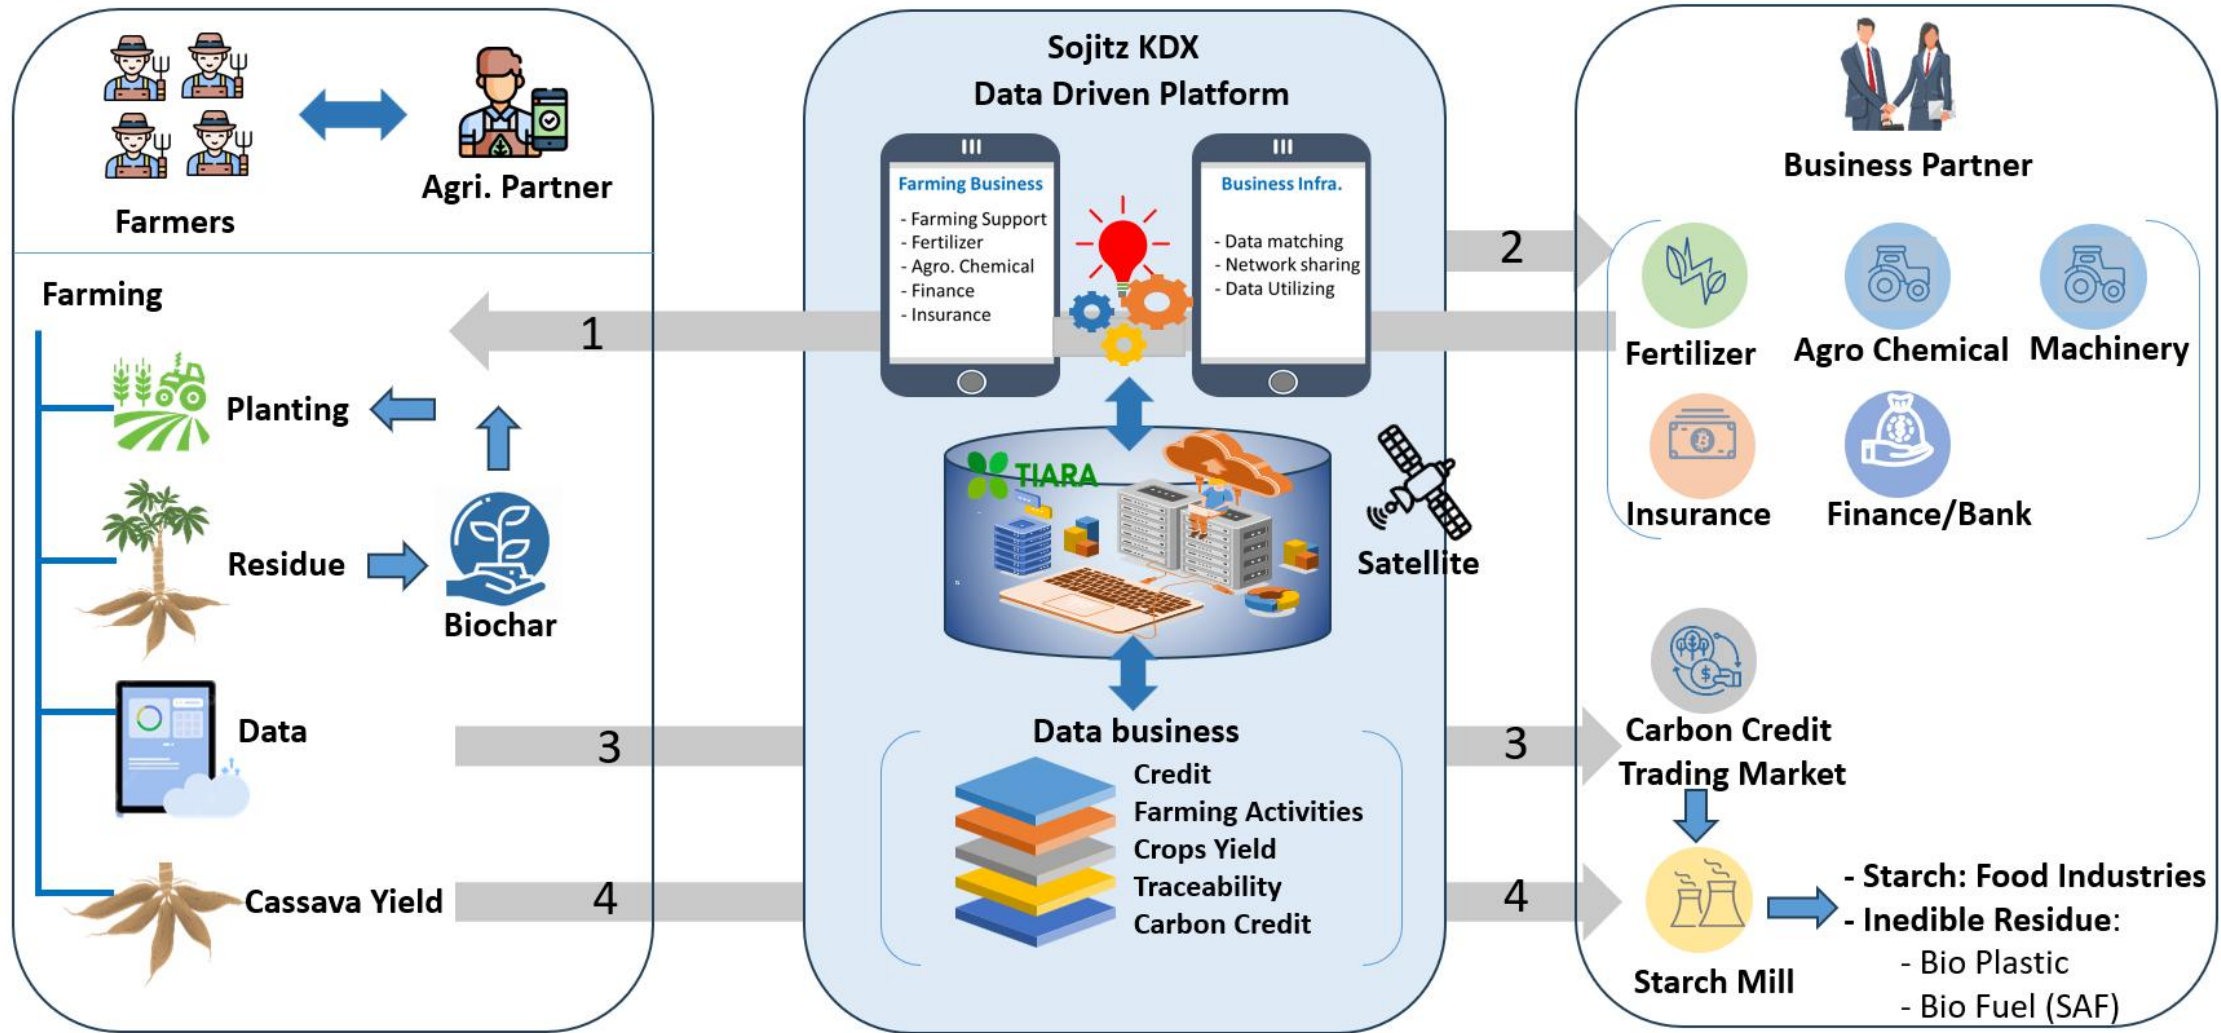 Farmers
Agri. Partner
Farming
Planting
Residue
Biochar
Data
Cassava Yield
1
3
4
Sojitz KDX
Data Driven Platform
Farming Business
- Farming Support
- Fertilizer
- Agro. Chemical
- Finance
- Insurance
Business Infra.
- Data matching
- Network sharing
- Data Utilizing
TIARA
Satellite
Data business
Credit
Farming Activities
Crops Yield
Traceability
Carbon Credit
2
3
4
Business Partner
Fertilizer
Agro Chemical
Machinery
Insurance
Finance/Bank
Carbon Credit
Trading Market
Starch Mill
- Starch: Food Industries
- Inedible Residue:
- Bio Plastic
- Bio Fuel (SAF)